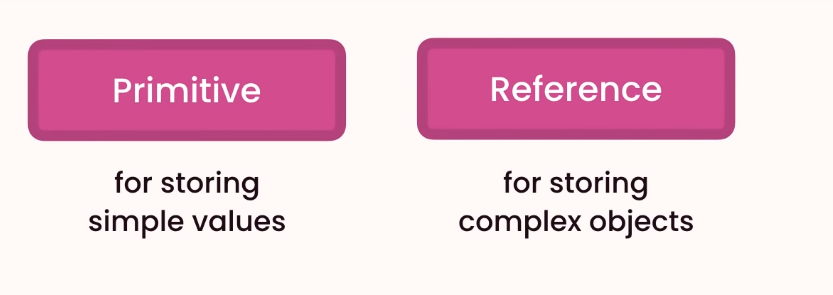 Primitive
for storing
simple values
Reference
for storing
complex objects